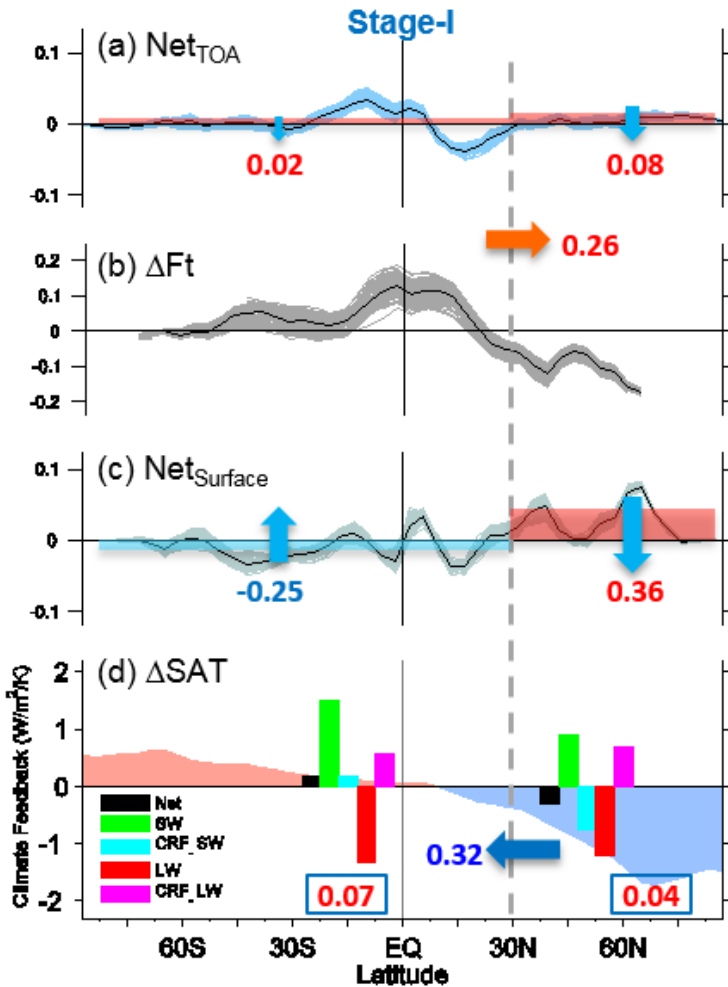 Stage-I
(a) NetTOA
0.1
0
-0.1
0.02
0.08
0.26
(b) ΔFt
0.2
0.1
0
-0.1
-0.2
(c) NetSurface
0.1
0
-0.1
-0.25
0.36
(d) ΔSAT
Climate Feedback (W/m²/K)
2
1
0
-1
-2
Net
SW
CRF_SW
LW
CRF_LW
0.32
0.07
0.04
60S 30S EQ 30N 60N
Latitude